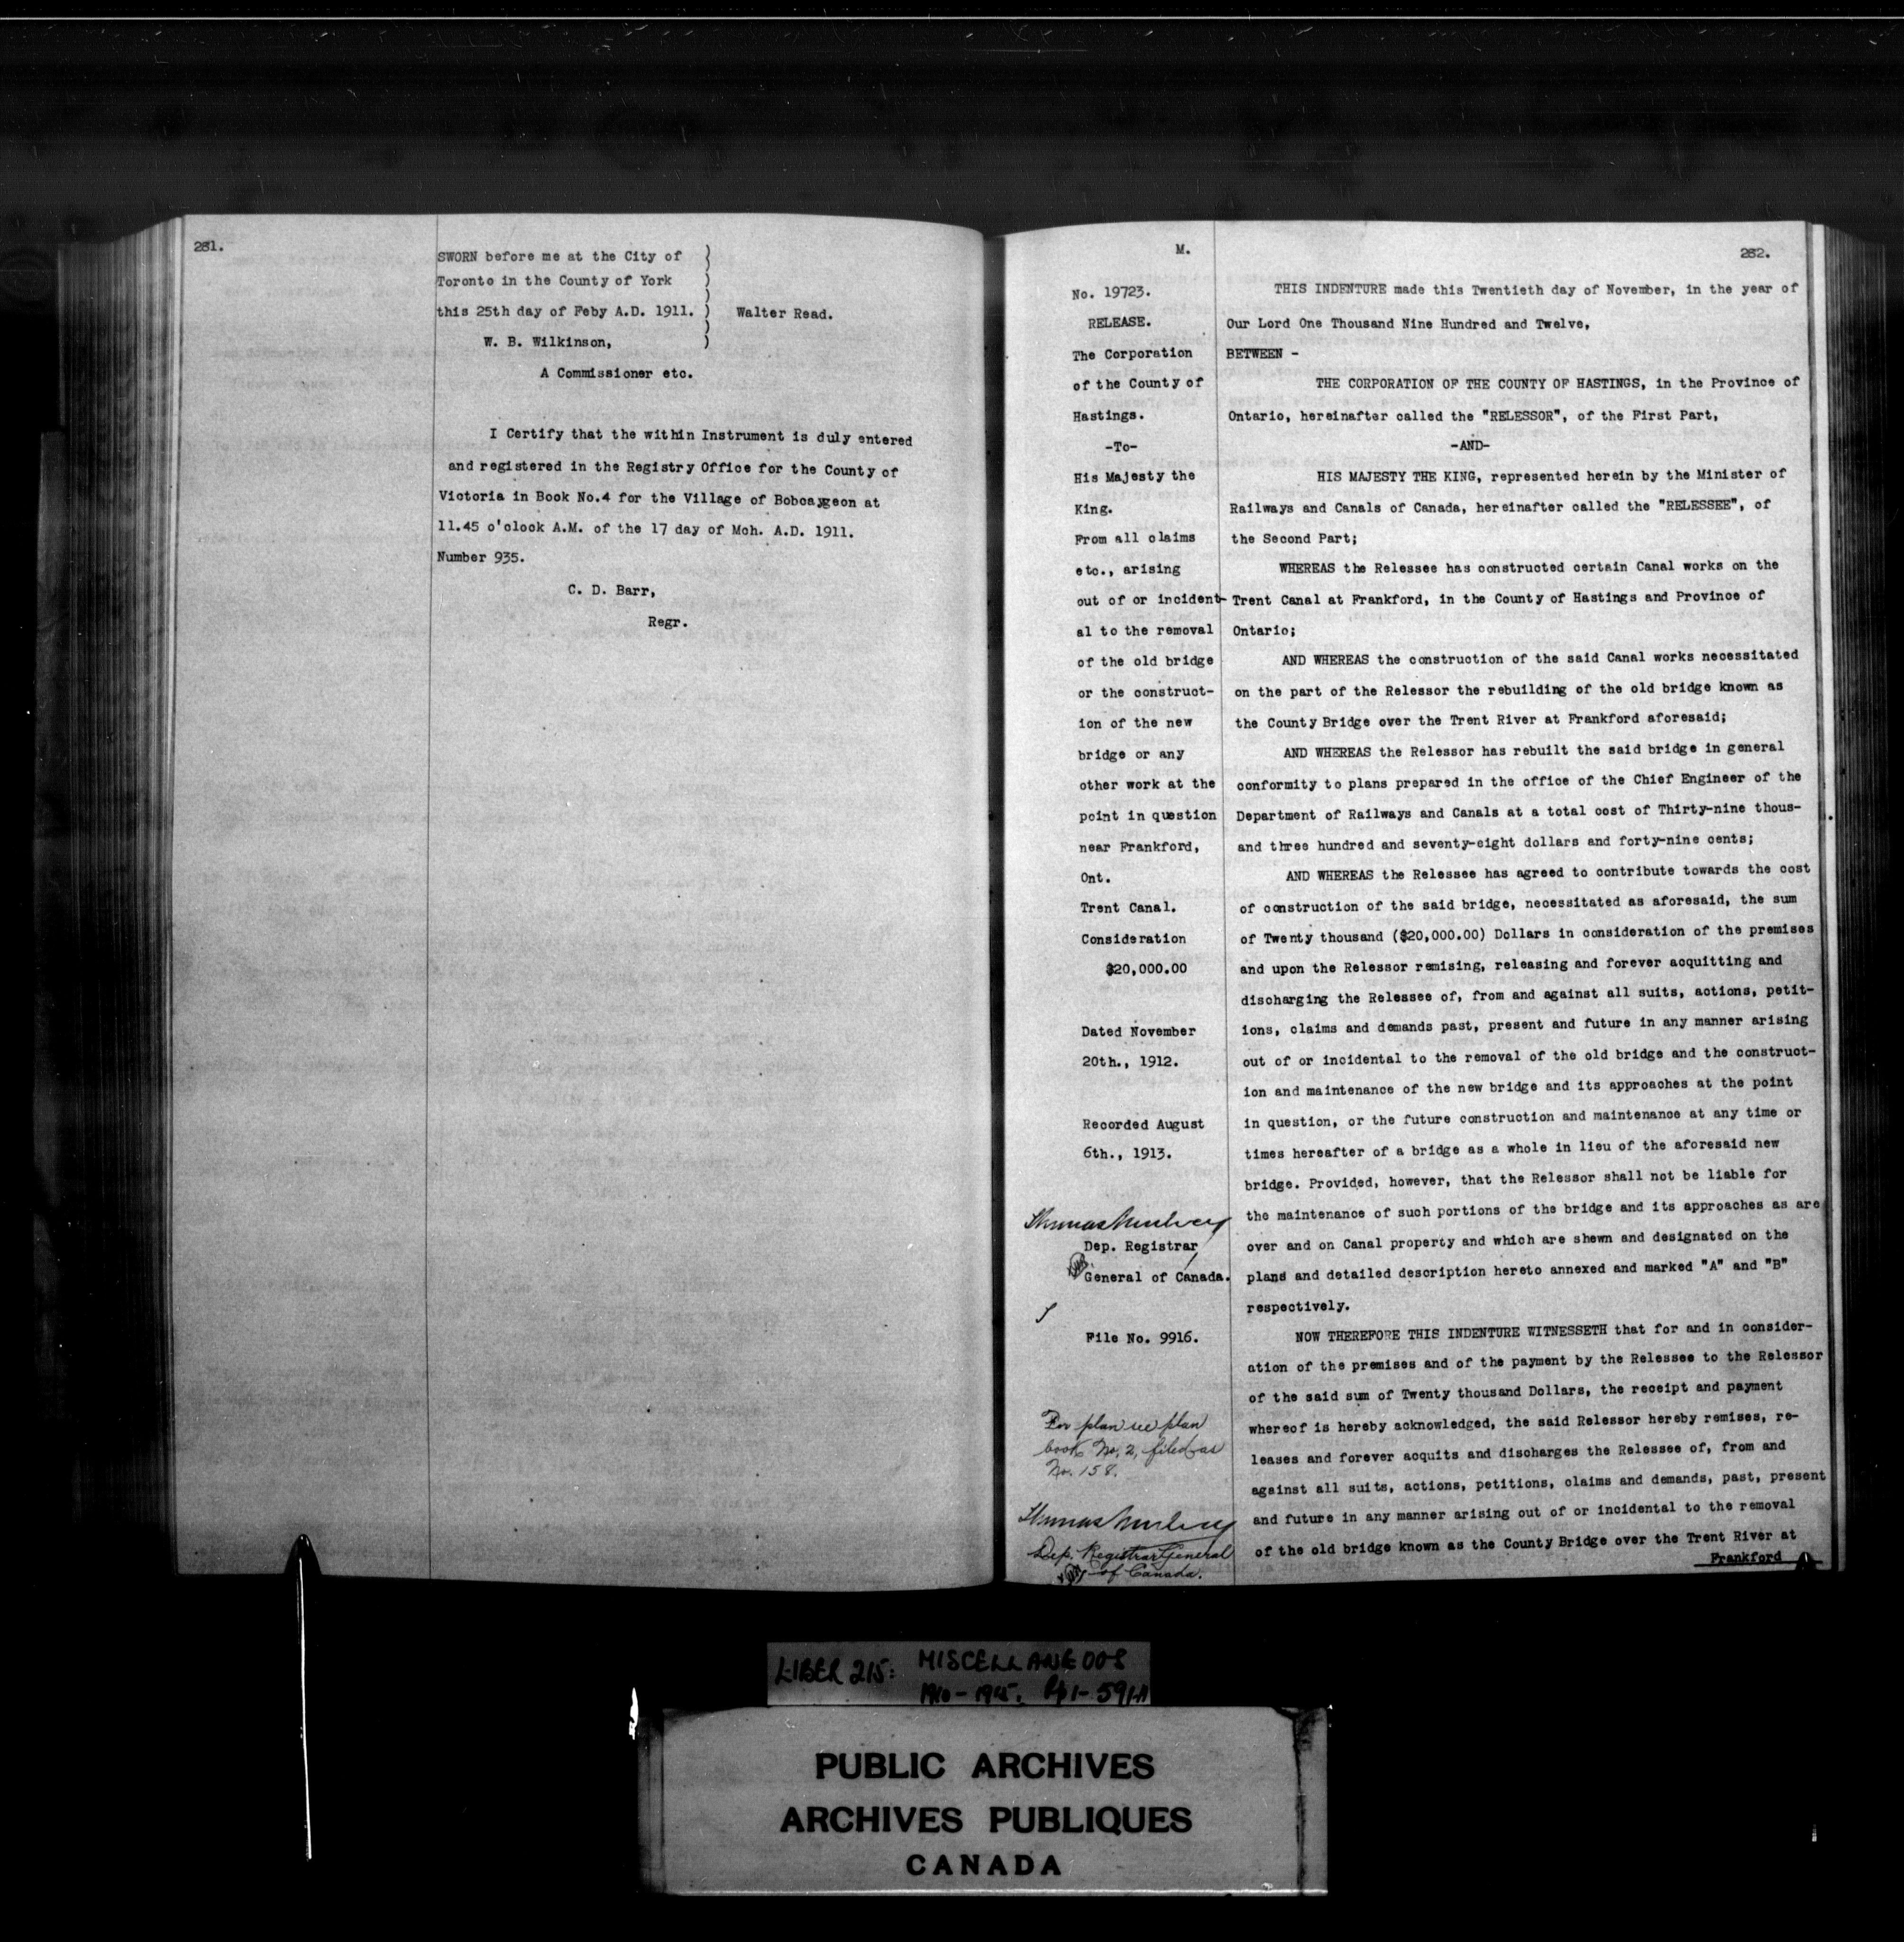 281.
SWORN before me at the City of )
Toronto in the County of York )
this 25th day of Feby A.D. 1911. ) Walter Read.
W. B. Wilkinson, )
A Commissioner etc.
I Certify that the within Instrument is duly entered
and registered in the Registry Office for the County of
Victoria in Book No.4 for the Village of Bobcaygeon at
11.45 o'clock A.M. of the 17 day of Mch. A.D. 1911.
Number 935.
C. D. Barr,
Regr.
M.
282.
No. 19723.
RELEASE.
The Corporation
of the County of
Hastings.
-To-
His Majesty the
King.
From all claims
etc., arising
out of or incident-
al to the removal
of the old bridge
or the construct-
ion of the new
bridge or any
other work at the
point in question
near Frankford,
Ont.
Trent Canal.
Consideration
$20,000.00
Dated November
20th., 1912.
Recorded August
6th., 1913.
Thomas Mulvey
Dep. Registrar
General of Canada.
File No. 9916.
For plan see plan
book No. 2, filed as
No. 158.
Thomas Mulvey
Dep. Registrar General
of Canada.
THIS INDENTURE made this Twentieth day of November, in the year of
Our Lord One Thousand Nine Hundred and Twelve,
BETWEEN -
THE CORPORATION OF THE COUNTY OF HASTINGS, in the Province of
Ontario, hereinafter called the "RELESSOR", of the First Part,
-AND-
HIS MAJESTY THE KING, represented herein by the Minister of
Railways and Canals of Canada, hereinafter called the "RELESSEE", of
the Second Part;
WHEREAS the Relessee has constructed certain Canal works on the
Trent Canal at Frankford, in the County of Hastings and Province of
Ontario;
AND WHEREAS the construction of the said Canal works necessitated
on the part of the Relessor the rebuilding of the old bridge known as
the County Bridge over the Trent River at Frankford aforesaid;
AND WHEREAS the Relessor has rebuilt the said bridge in general
conformity to plans prepared in the office of the Chief Engineer of the
Department of Railways and Canals at a total cost of Thirty-nine thous-
and three hundred and seventy-eight dollars and forty-nine cents;
AND WHEREAS the Relessee has agreed to contribute towards the cost
of construction of the said bridge, necessitated as aforesaid, the sum
of Twenty thousand ($20,000.00) Dollars in consideration of the premises
and upon the Relessor remising, releasing and forever acquitting and
discharging the Relessee of, from and against all suits, actions, petit-
ions, claims and demands past, present and future in any manner arising
out of or incidental to the removal of the old bridge and the construct-
ion and maintenance of the new bridge and its approaches at the point
in question, or the future construction and maintenance at any time or
times hereafter of a bridge as a whole in lieu of the aforesaid new
bridge. Provided, however, that the Relessor shall not be liable for
the maintenance of such portions of the bridge and its approaches as are
over and on Canal property and which are shewn and designated on the
plans and detailed description hereto annexed and marked "A" and "B"
respectively.
NOW THEREFORE THIS INDENTURE WITNESSETH that for and in consider-
ation of the premises and of the payment by the Relessee to the Relessor
of the said sum of Twenty thousand Dollars, the receipt and payment
whereof is hereby acknowledged, the said Relessor hereby remises, re-
leases and forever acquits and discharges the Relessee of, from and
against all suits, actions, petitions, claims and demands, past, present
and future in any manner arising out of or incidental to the removal
of the old bridge known as the County Bridge over the Trent River at
Frankford
LIBER 215: MISCELLANEOUS
1910-1915. Pp 1-591A
PUBLIC ARCHIVES
ARCHIVES PUBLIQUES
CANADA